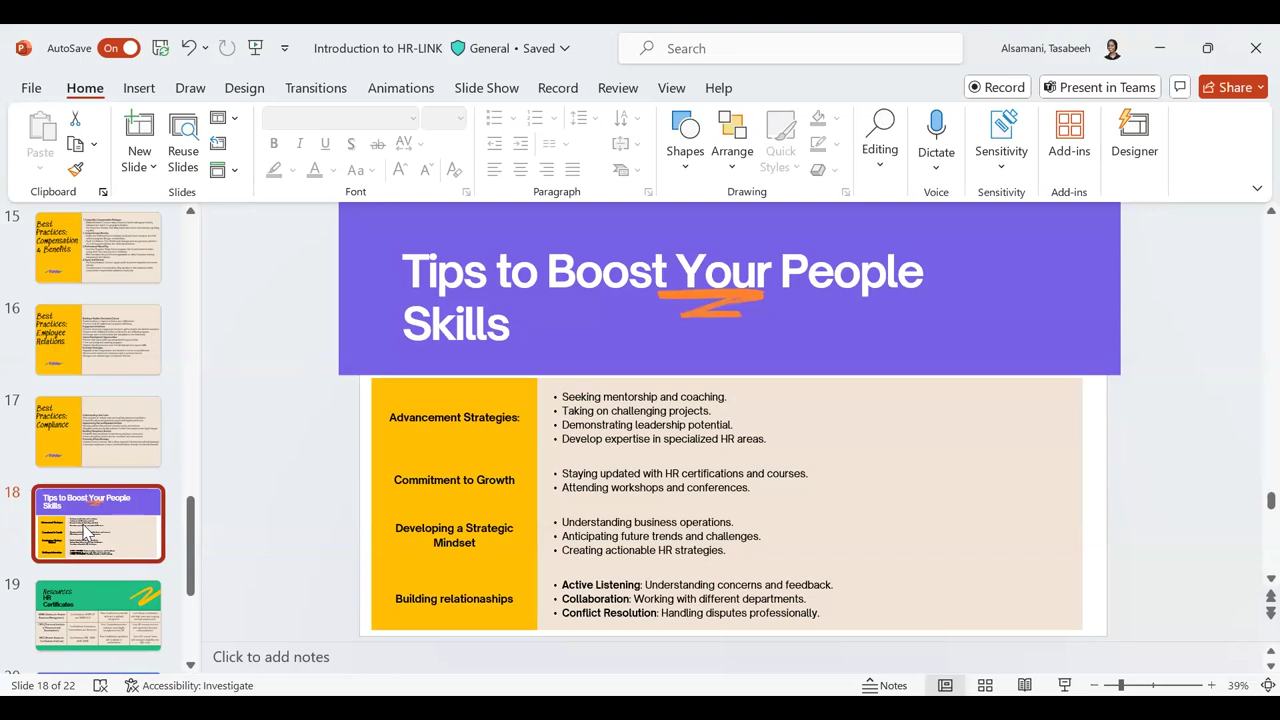 AutoSave On Introduction to HR-LINK General • Saved Search Alsamani, Tasabeeh
File Home Insert Draw Design Transitions Animations Slide Show Record Review View Help Record Present in Teams Share
Paste New Slide Reuse Slides Shapes Arrange Quick Styles Editing Dictate Sensitivity Add-ins Designer
Clipboard Slides Font Paragraph Drawing Voice Sensitivity Add-ins
15
Best
Practices:
Compensation
& Benefits
16
Best
Practices:
Employee
Relations
17
Best
Practices:
Compliance
18
Tips to Boost Your People
Skills
19
Resources
HR
Certificates
Tips to Boost Your People
Skills
Advancement Strategies:
• Seeking mentorship and coaching.
• Taking on challenging projects.
• Demonstrating leadership potential.
• Develop expertise in specialized HR areas.
Commitment to Growth
• Staying updated with HR certifications and courses.
• Attending workshops and conferences.
Developing a Strategic
Mindset
• Understanding business operations.
• Anticipating future trends and challenges.
• Creating actionable HR strategies.
Building relationaships
• Active Listening: Understanding concerns and feedback.
• Collaboration: Working with different departments.
• Conflict Resolution: Handling disputes professionally.
Click to add notes
Slide 18 of 22 Accessibility: Investigate Notes 39%